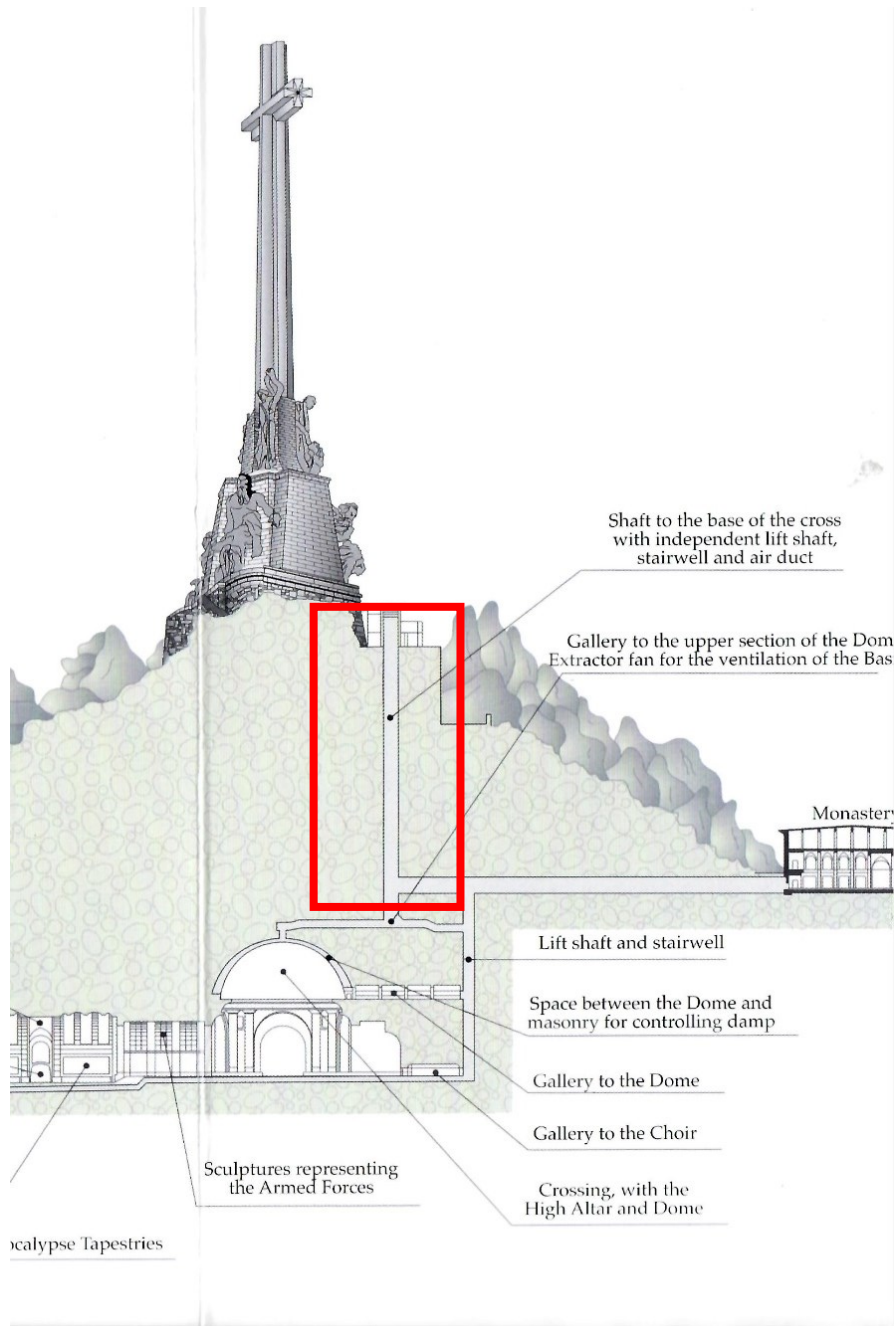 Shaft to the base of the cross
with independent lift shaft,
stairwell and air duct
Gallery to the upper section of the Dom
Extractor fan for the ventilation of the Bas
Monastery
Lift shaft and stairwell
Space between the Dome and
masonry for controlling damp
Gallery to the Dome
Gallery to the Choir
Sculptures representing
the Armed Forces
Crossing, with the
High Altar and Dome
ocalypse Tapestries